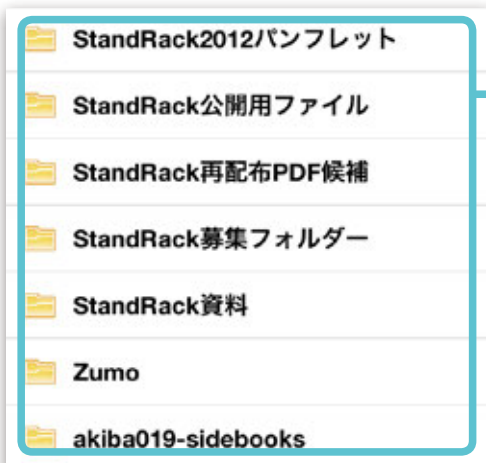 StandRack2012パンフレット
StandRack公開用ファイル
StandRack再配布PDF候補
StandRack募集フォルダー
StandRack資料
Zumo
akiba019-sidebooks